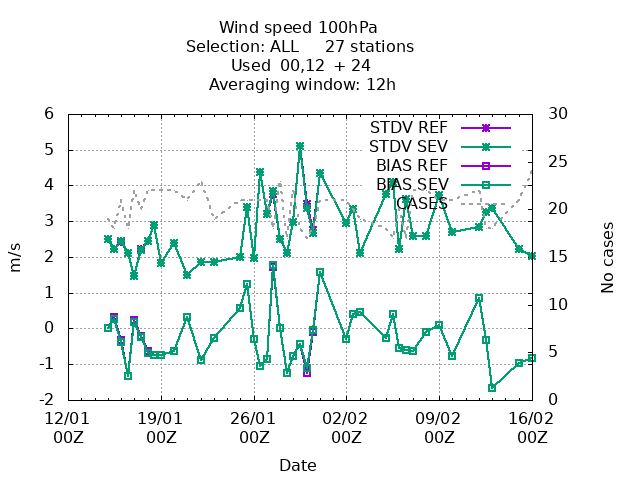 Wind speed 100hPa
Selection: ALL 27 stations
Used 00,12 + 24
Averaging window: 12h
STDV REF
STDV SEV
BIAS REF
BIAS SEV
CASES
6
5
4
3
2
1
0
-1
-2
m/s
30
25
20
15
10
5
0
No cases
12/01 19/01 26/01 02/02 09/02 16/02
00Z 00Z 00Z 00Z 00Z 00Z
Date